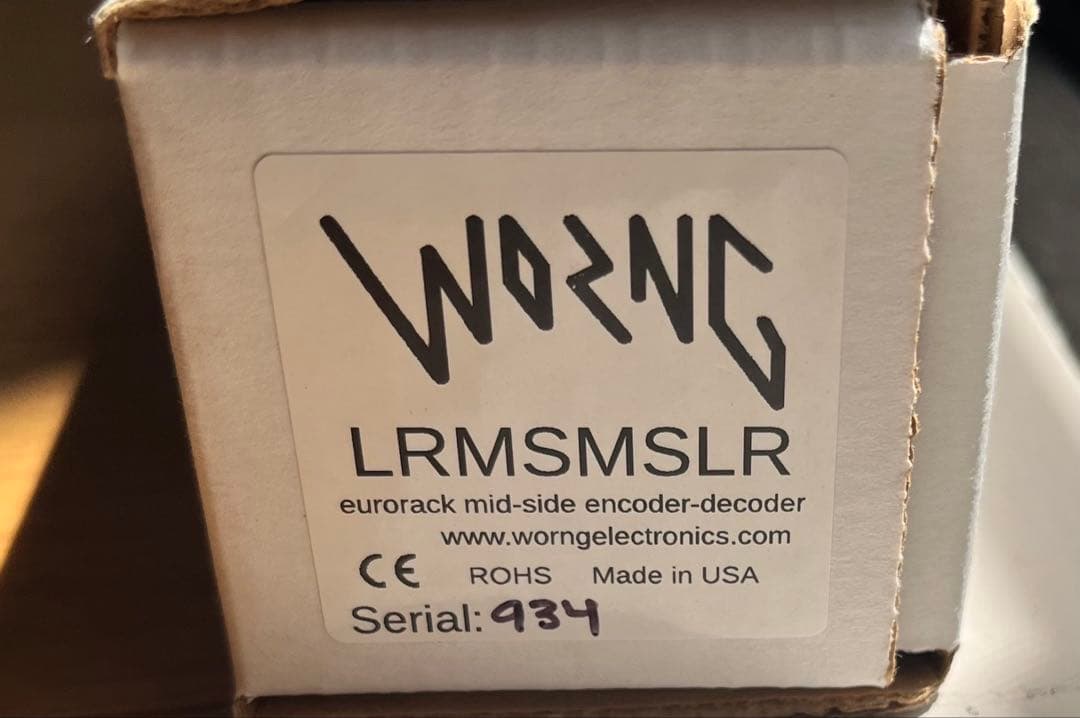 WORNG
LRMSMSLR
eurorack mid-side encoder-decoder
www.worngelectronics.com
CE ROHS Made in USA
Serial: 934